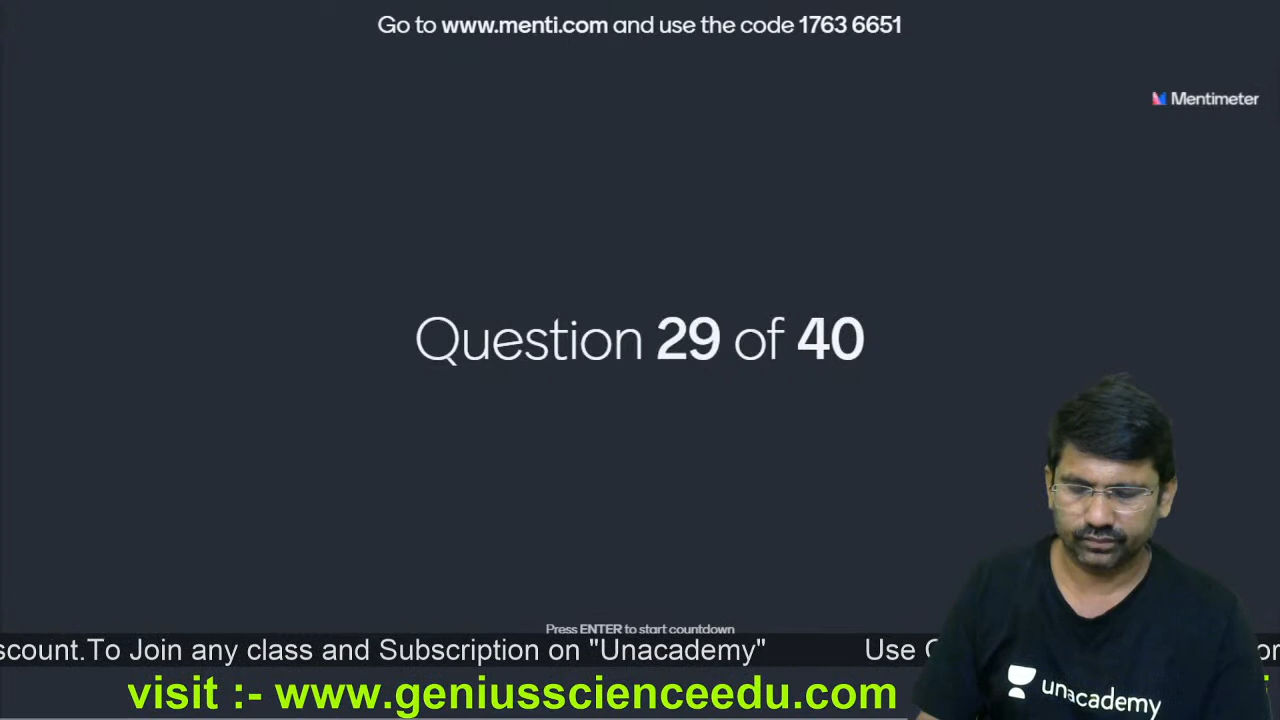 Go to www.menti.com and use the code 1763 6651
Mentimeter
Question 29 of 40
Press ENTER to start countdown
scount.To Join any class and Subscription on "Unacademy" Use
visit :- www.geniusscienceedu.com
unacademy